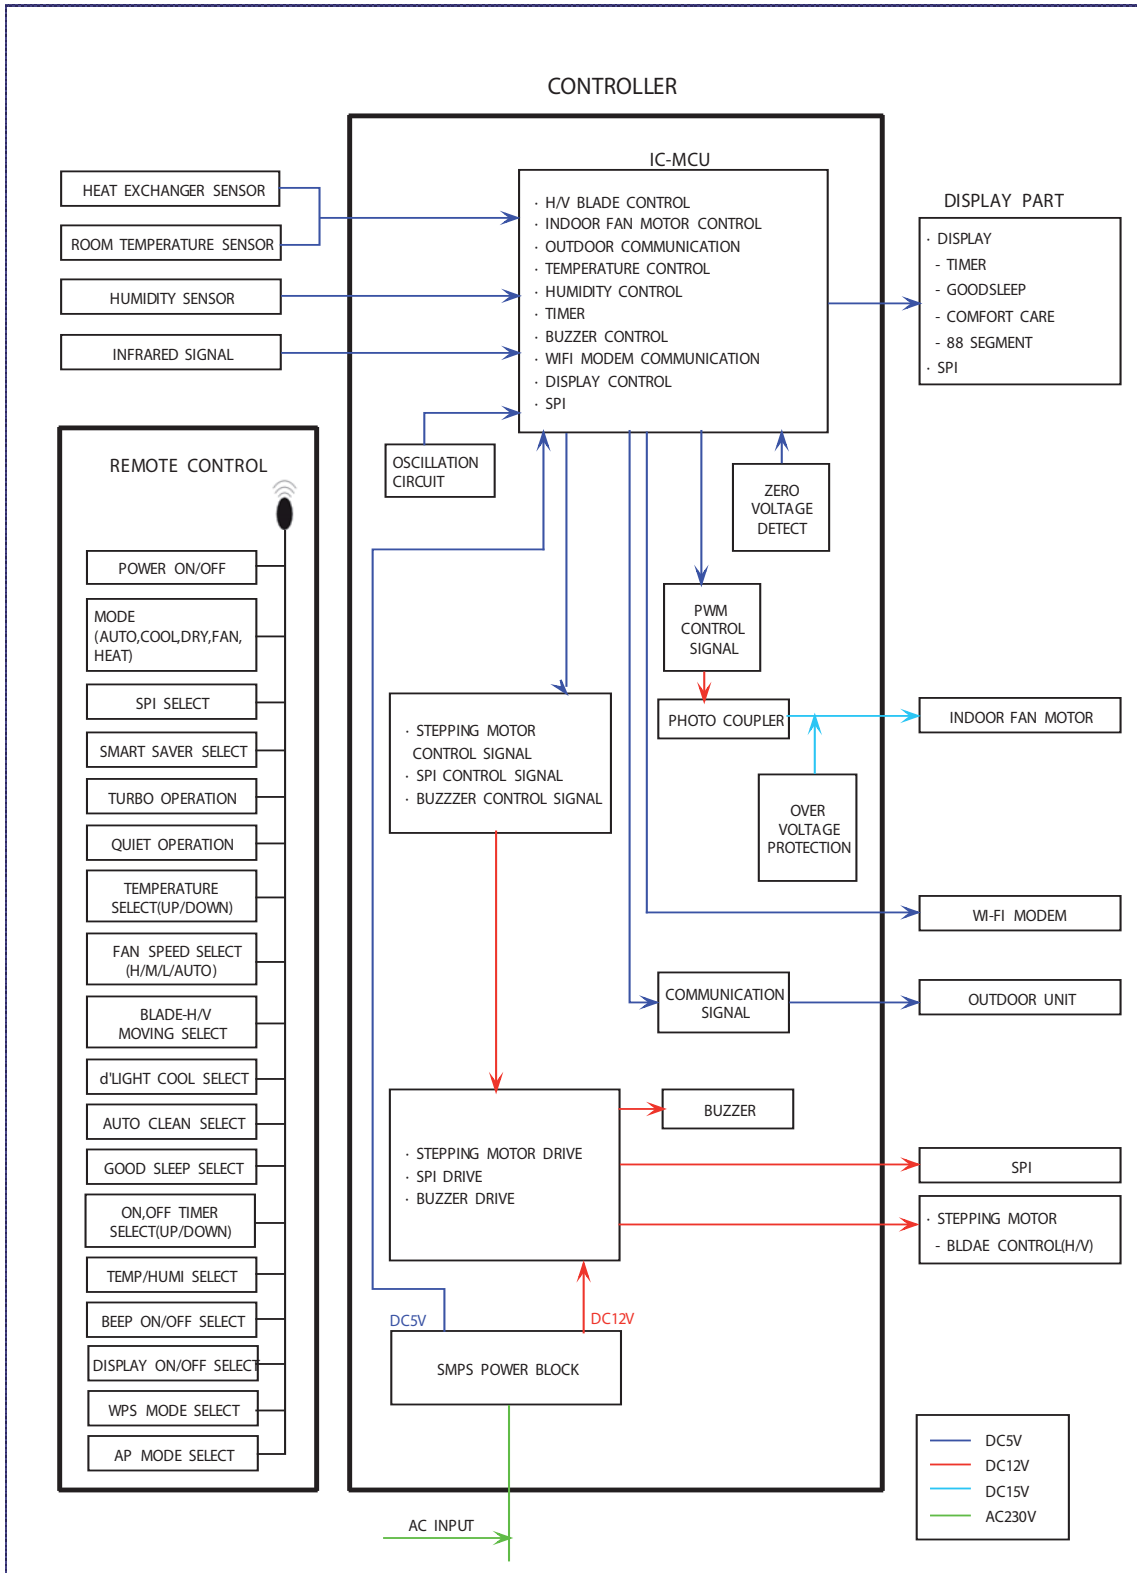 CONTROLLER
HEAT EXCHANGER SENSOR
ROOM TEMPERATURE SENSOR
HUMIDITY SENSOR
INFRARED SIGNAL
IC-MCU
· H/V BLADE CONTROL
· INDOOR FAN MOTOR CONTROL
· OUTDOOR COMMUNICATION
· TEMPERATURE CONTROL
· HUMIDITY CONTROL
· TIMER
· BUZZER CONTROL
· WIFI MODEM COMMUNICATION
· DISPLAY CONTROL
· SPI
DISPLAY PART
· DISPLAY
- TIMER
- GOODSLEEP
- COMFORT CARE
- 88 SEGMENT
· SPI
OSCILLATION
CIRCUIT
ZERO
VOLTAGE
DETECT
PWM
CONTROL
SIGNAL
PHOTO COUPLER
INDOOR FAN MOTOR
OVER
VOLTAGE
PROTECTION
· STEPPING MOTOR
CONTROL SIGNAL
· SPI CONTROL SIGNAL
· BUZZZER CONTROL SIGNAL
WI-FI MODEM
COMMUNICATION
SIGNAL
OUTDOOR UNIT
· STEPPING MOTOR DRIVE
· SPI DRIVE
· BUZZER DRIVE
BUZZER
SPI
· STEPPING MOTOR
- BLDAE CONTROL(H/V)
DC5V
DC12V
SMPS POWER BLOCK
AC INPUT
REMOTE CONTROL
POWER ON/OFF
MODE
(AUTO,COOL,DRY,FAN,
HEAT)
SPI SELECT
SMART SAVER SELECT
TURBO OPERATION
QUIET OPERATION
TEMPERATURE
SELECT(UP/DOWN)
FAN SPEED SELECT
(H/M/L/AUTO)
BLADE-H/V
MOVING SELECT
d'LIGHT COOL SELECT
AUTO CLEAN SELECT
GOOD SLEEP SELECT
ON,OFF TIMER
SELECT(UP/DOWN)
TEMP/HUMI SELECT
BEEP ON/OFF SELECT
DISPLAY ON/OFF SELECT
WPS MODE SELECT
AP MODE SELECT
DC5V
DC12V
DC15V
AC230V